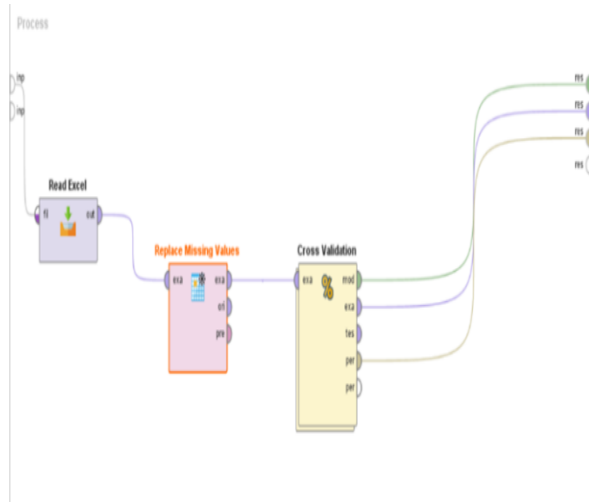 Process
inp
inp
res
res
res
res
Read Excel
fil
out
Replace Missing Values
exa
exa
ori
pre
Cross Validation
exa
mod
exa
tes
per
per